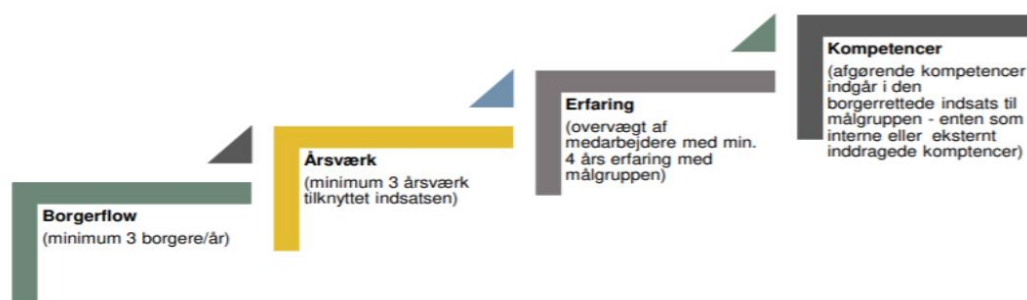 Borgerflow
(minimum 3 borgere/år)
Årsværk
(minimum 3 årsværk
tilknyttet indsatsen)
Erfaring
(overvægt af
medarbejdere med min.
4 års erfaring med
målgruppen)
Kompetencer
(afgørende kompetencer
indgår i den
borgerrettede indsats til
målgruppen - enten som
interne eller eksternt
inddragede komptencer)